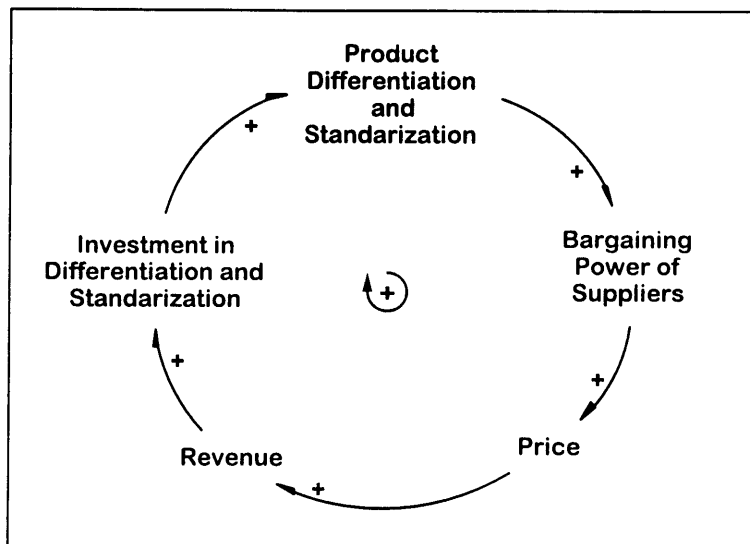 Product
Differentiation
and
Standarization
+
+
Investment in
Differentiation and
Standarization
Bargaining
Power of
Suppliers
+
+
+
Revenue
Price
+